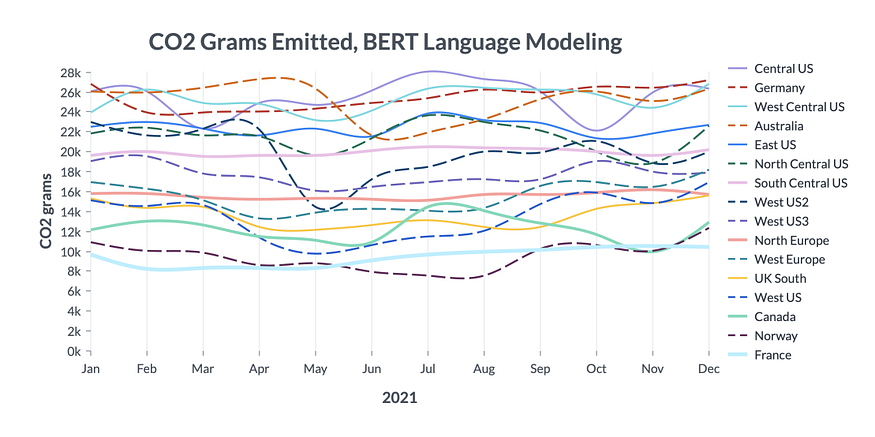 CO2 Grams Emitted, BERT Language Modeling
28k
26k
24k
22k
20k
18k
16k
14k
12k
10k
8k
6k
4k
2k
0k
CO2 grams
Jan Feb Mar Apr May Jun Jul Aug Sep Oct Nov Dec
2021
Central US
Germany
West Central US
Australia
East US
North Central US
South Central US
West US2
West US3
North Europe
West Europe
UK South
West US
Canada
Norway
France